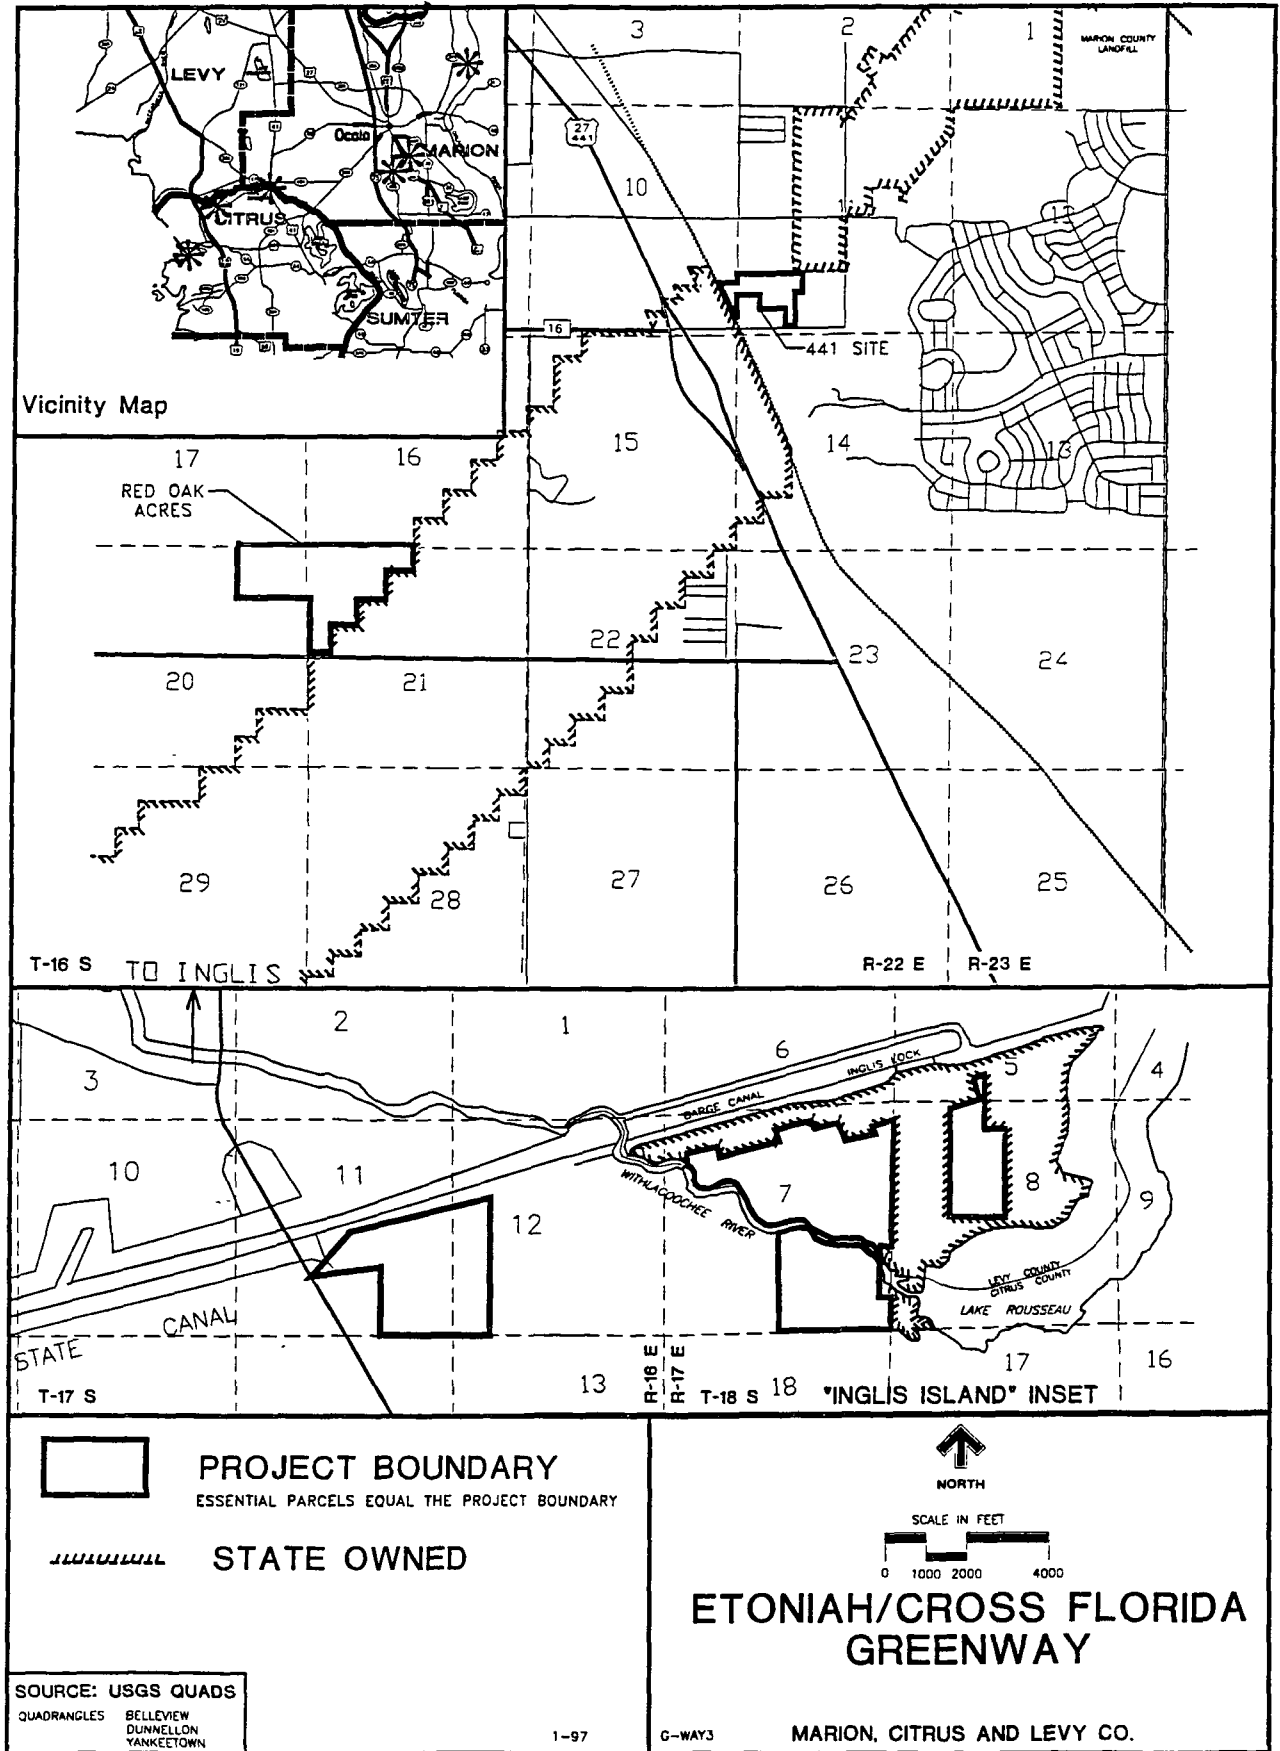 LEVY
Ocala
MARION
CITRUS
SUMTER
Vicinity Map
3
2
1
MARION COUNTY
LANDFILL
27
441
10
11
12
16
441 SITE
17
16
15
14
13
RED OAK
ACRES
20
21
22
23
24
29
28
27
26
25
T-16 S
TO INGLIS
R-22 E
R-23 E
3
2
1
6
5
4
INGLIS LOCK
BARGE CANAL
10
11
12
7
8
9
WITHLACOOCHEE RIVER
LEVY COUNTY
CITRUS COUNTY
LAKE ROUSSEAU
STATE CANAL
T-17 S
13
R-16 E
R-17 E
T-18 S
18
17
16
"INGLIS ISLAND" INSET
PROJECT BOUNDARY
ESSENTIAL PARCELS EQUAL THE PROJECT BOUNDARY
STATE OWNED
NORTH
SCALE IN FEET
0 1000 2000 4000
ETONIAH/CROSS FLORIDA
GREENWAY
SOURCE: USGS QUADS
QUADRANGLES BELLEVIEW
DUNNELLON
YANKEETOWN
1-97
G-WAY3
MARION, CITRUS AND LEVY CO.